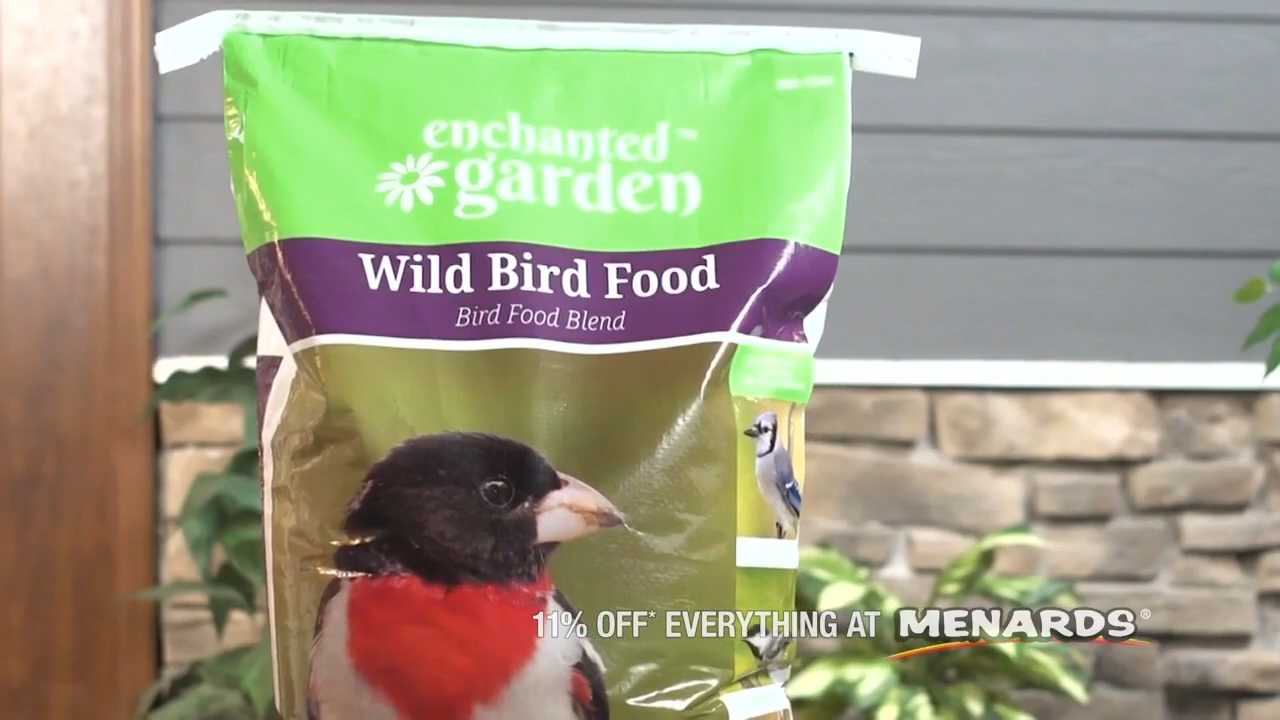 enchanted™
garden
Wild Bird Food
Bird Food Blend
11% OFF* EVERYTHING AT MENARDS®